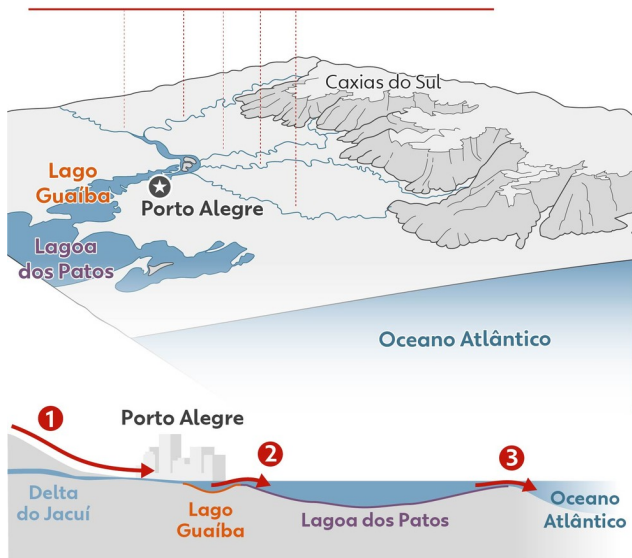 Caxias do Sul
Lago
Guaíba
Porto Alegre
Lagoa
dos Patos
Oceano Atlântico
1
Porto Alegre
2
3
Delta
do Jacuí
Lago
Guaíba
Lagoa dos Patos
Oceano
Atlântico